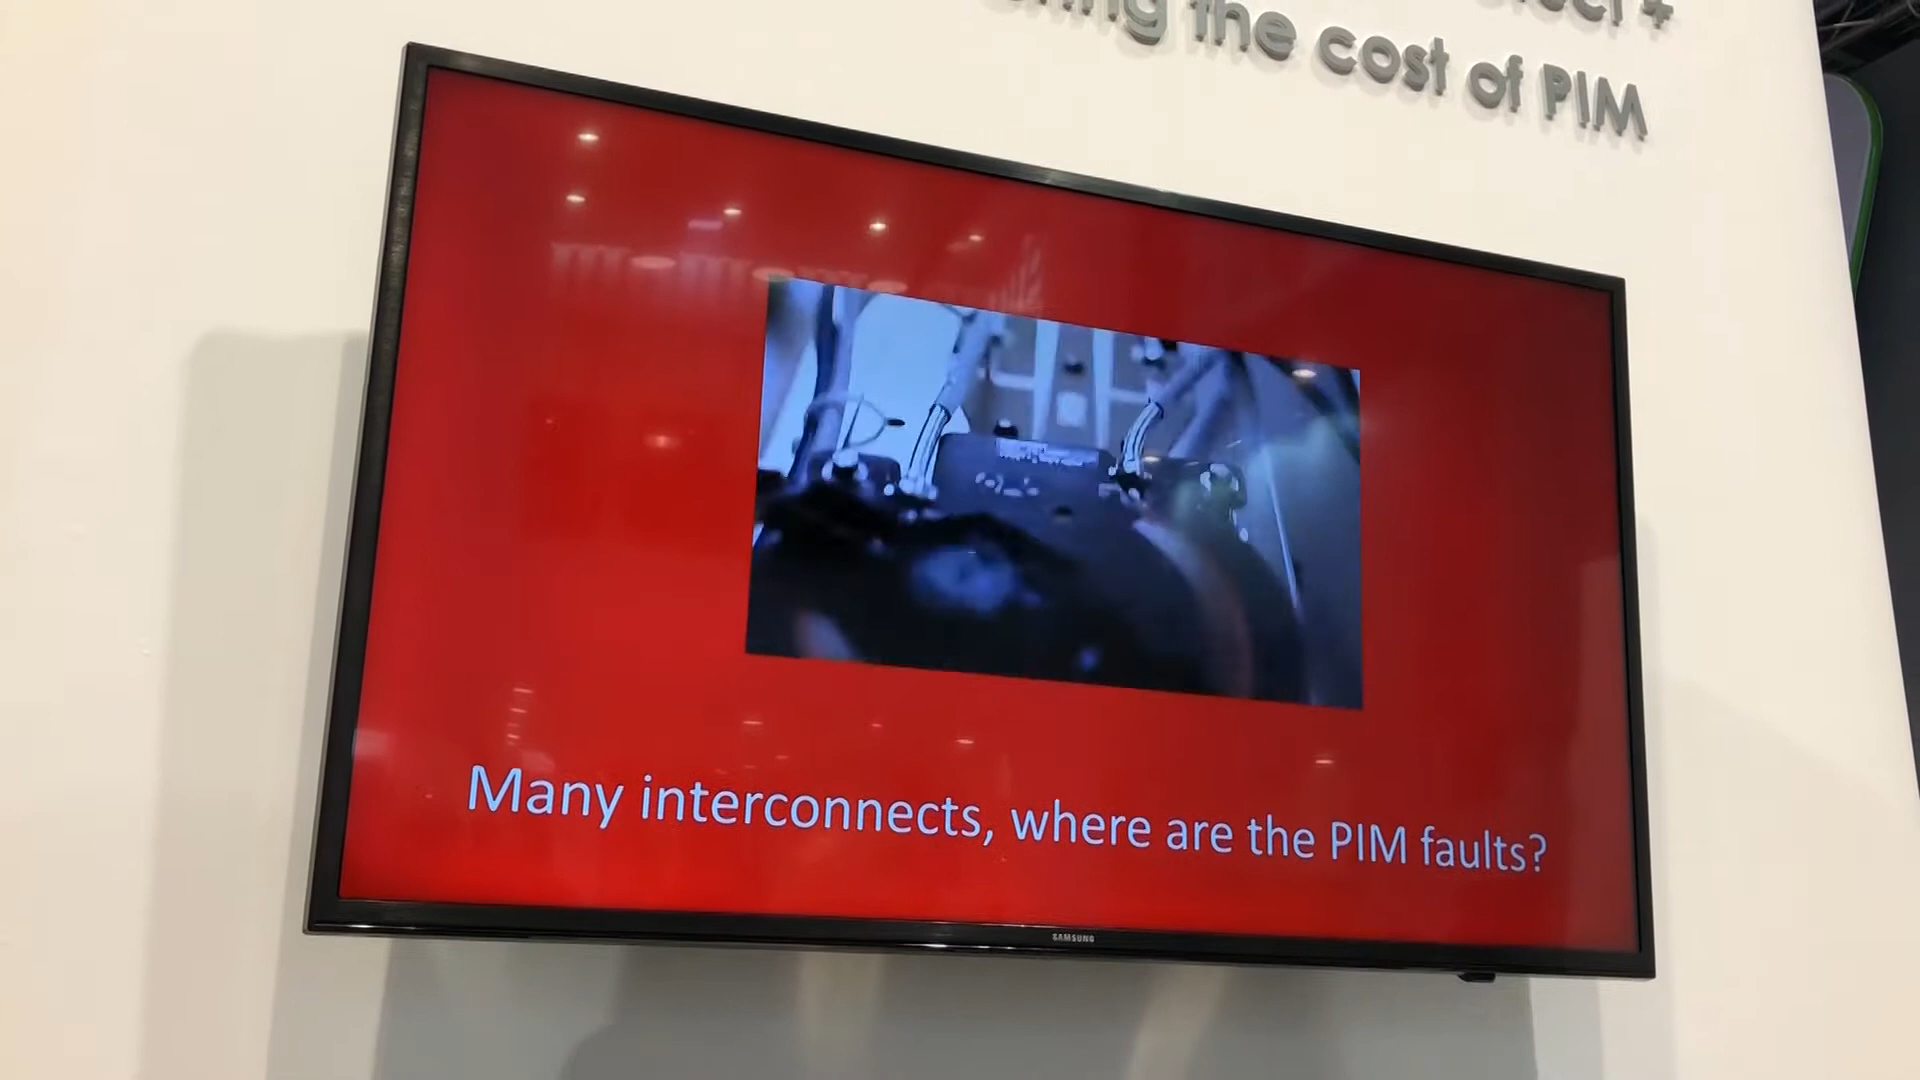 the cost of PIM
Many interconnects, where are the PIM faults?
SAMSUNG